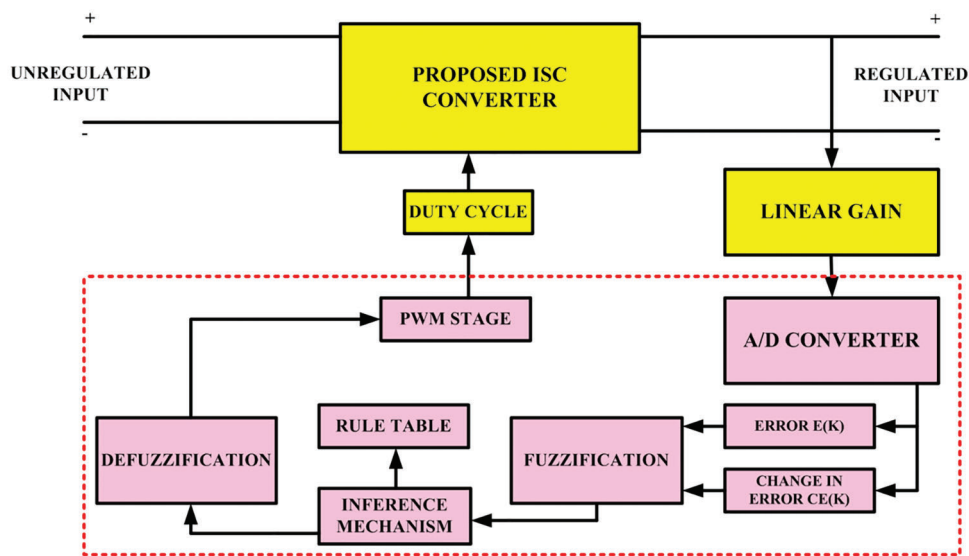 +
+
UNREGULATED
INPUT
PROPOSED ISC
CONVERTER
REGULATED
INPUT
-
-
DUTY CYCLE
LINEAR GAIN
PWM STAGE
A/D CONVERTER
RULE TABLE
ERROR E(K)
DEFUZZIFICATION
FUZZIFICATION
CHANGE IN
ERROR CE(K)
INFERENCE
MECHANISM